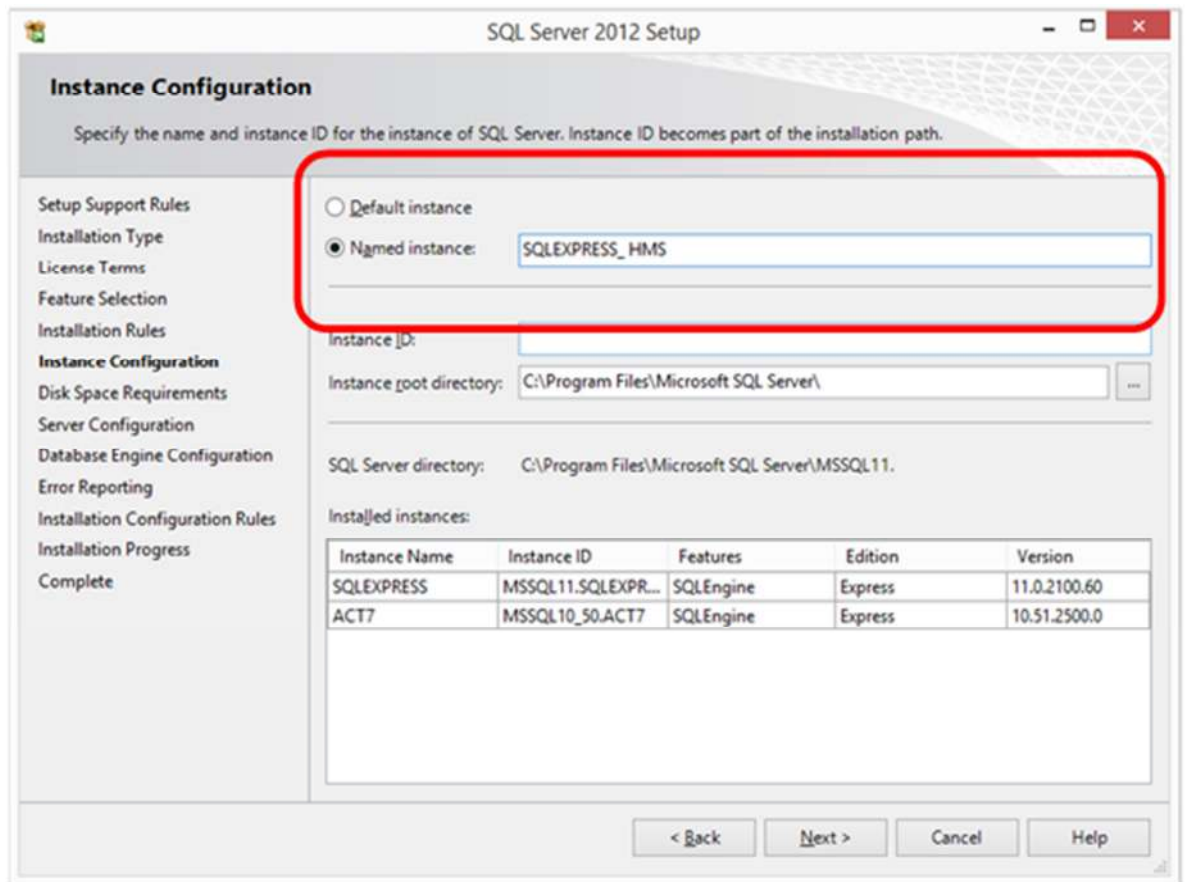 SQL Server 2012 Setup
Instance Configuration
Specify the name and instance ID for the instance of SQL Server. Instance ID becomes part of the installation path.
Setup Support Rules
Installation Type
License Terms
Feature Selection
Installation Rules
Instance Configuration
Disk Space Requirements
Server Configuration
Database Engine Configuration
Error Reporting
Installation Configuration Rules
Installation Progress
Complete
Default instance
Named instance: SQLEXPRESS_ HMS
Instance ID:
Instance root directory: C:\Program Files\Microsoft SQL Server\ ...
SQL Server directory: C:\Program Files\Microsoft SQL Server\MSSQL11.
Installed instances:
Instance Name Instance ID Features Edition Version
SQLEXPRESS MSSQL11.SQLEXPR... SQLEngine Express 11.0.2100.60
ACT7 MSSQL10_50.ACT7 SQLEngine Express 10.51.2500.0
< Back Next > Cancel Help